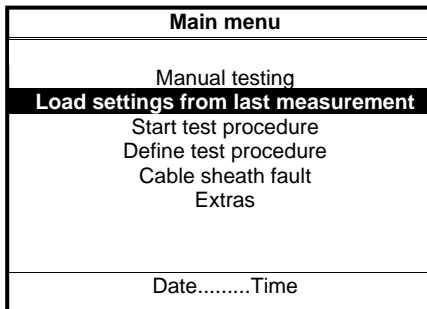 Main menu
Manual testing
Load settings from last measurement
Start test procedure
Define test procedure
Cable sheath fault
Extras
Date.........Time